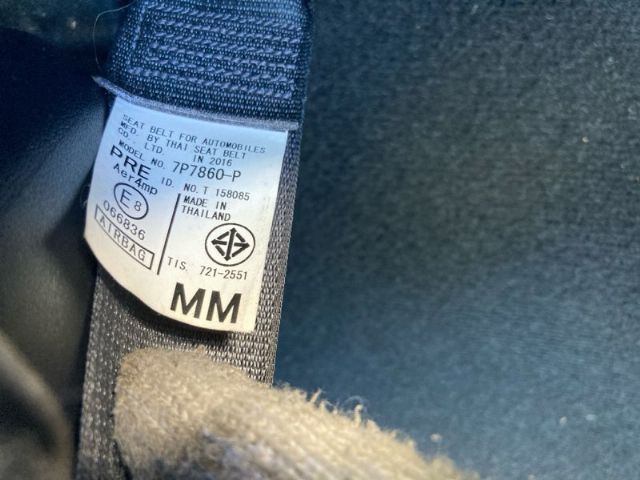 SEAT BELT FOR AUTOMOBILES
MFD. BY THAI SEAT BELT
CO., LTD. IN 2016
MODEL NO. 7P7860-P
PRE
Aer4mp
E8
066836
AIRBAG
ID. NO. T 158085
MADE IN
THAILAND
TIS. 721-2551
MM